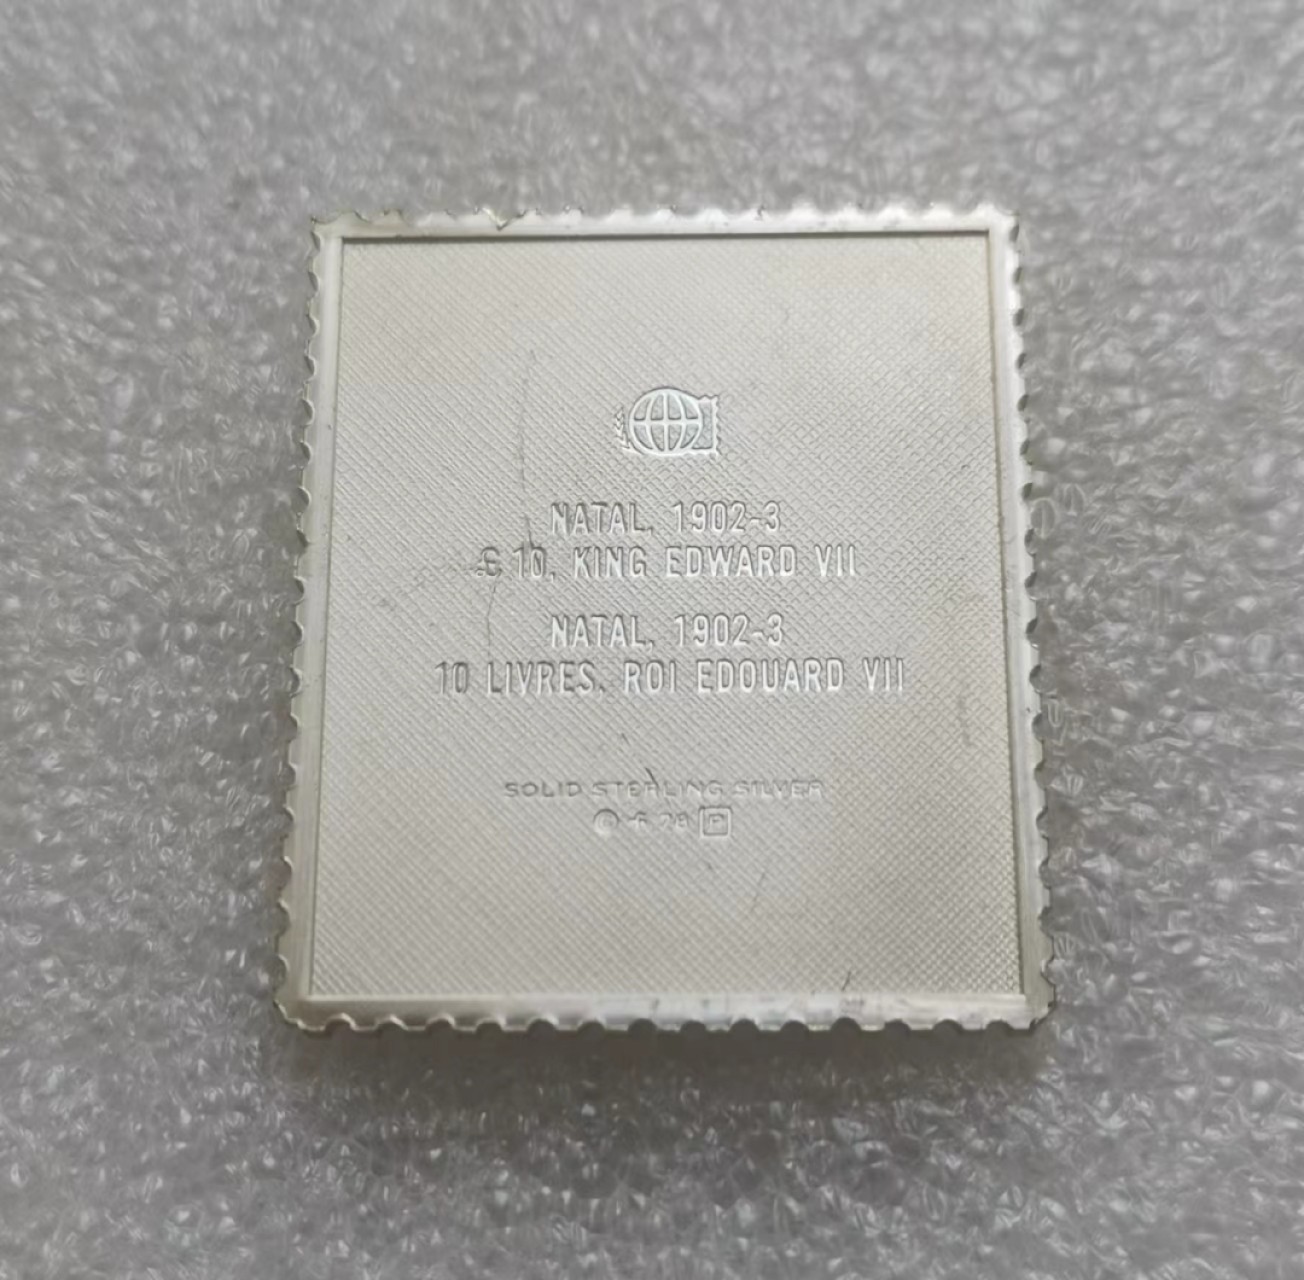 NATAL, 1902-3
£10, KING EDWARD VII
NATAL, 1902-3
10 LIVRES, ROI EDOUARD VII
SOLID STERLING SILVER
P